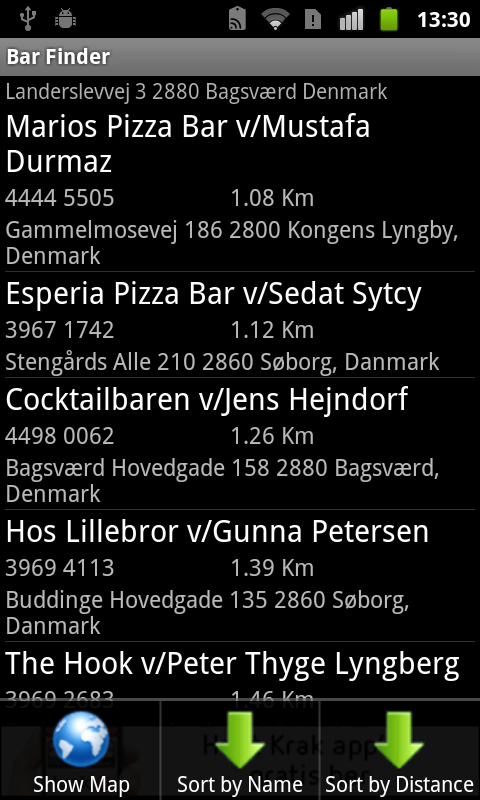 13:30
Bar Finder
Landerslevvej 3 2880 Bagsværd Denmark
Marios Pizza Bar v/Mustafa
Durmaz
4444 5505 1.08 Km
Gammelmosevej 186 2800 Kongens Lyngby,
Denmark
Esperia Pizza Bar v/Sedat Sytcy
3967 1742 1.12 Km
Stengårds Alle 210 2860 Søborg, Danmark
Cocktailbaren v/Jens Hejndorf
4498 0062 1.26 Km
Bagsværd Hovedgade 158 2880 Bagsværd,
Denmark
Hos Lillebror v/Gunna Petersen
3969 4113 1.39 Km
Buddinge Hovedgade 135 2860 Søborg,
Danmark
The Hook v/Peter Thyge Lyngberg
3969 2683 1.46 Km
Krak app
gratis her
Show Map Sort by Name Sort by Distance